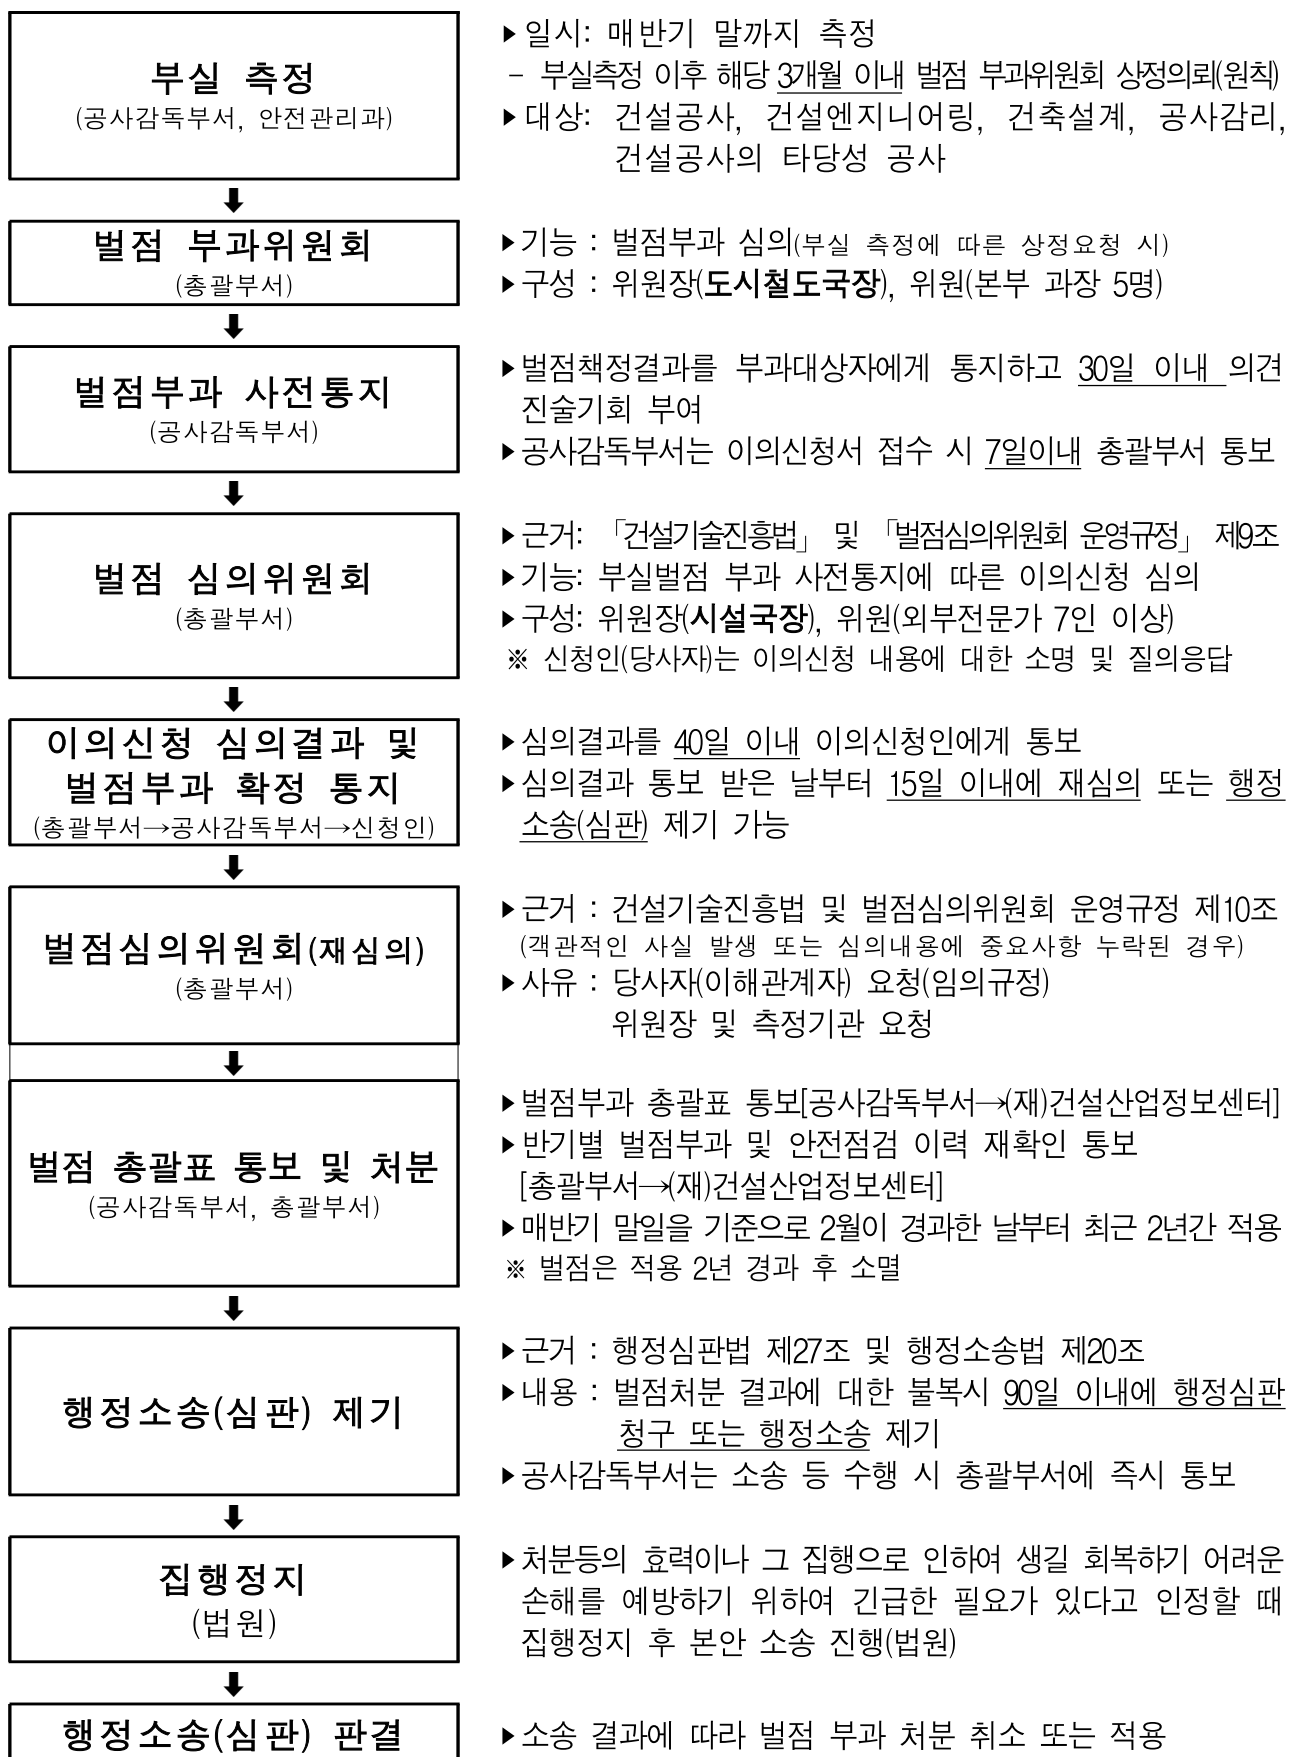 부실 측정
(공사감독부서, 안전관리과)
▶일시: 매반기 말까지 측정
- 부실측정 이후 해당 3개월 이내 벌점 부과위원회 상정의뢰(원칙)
▶대상: 건설공사, 건설엔지니어링, 건축설계, 공사감리,
건설공사의 타당성 공사
⬇
벌점 부과위원회
(총괄부서)
▶기능 : 벌점부과 심의(부실 측정에 따른 상정요청 시)
▶구성 : 위원장(도시철도국장), 위원(본부 과장 5명)
⬇
벌점부과 사전통지
(공사감독부서)
▶벌점책정결과를 부과대상자에게 통지하고 30일 이내 의견
진술기회 부여
▶공사감독부서는 이의신청서 접수 시 7일이내 총괄부서 통보
⬇
벌점 심의위원회
(총괄부서)
▶근거: 「건설기술진흥법」 및 「벌점심의위원회 운영규정」 제9조
▶기능: 부실벌점 부과 사전통지에 따른 이의신청 심의
▶구성: 위원장(시설국장), 위원(외부전문가 7인 이상)
※ 신청인(당사자)는 이의신청 내용에 대한 소명 및 질의응답
⬇
이의신청 심의결과 및
벌점부과 확정 통지
(총괄부서→공사감독부서→신청인)
▶심의결과를 40일 이내 이의신청인에게 통보
▶심의결과 통보 받은 날부터 15일 이내에 재심의 또는 행정
소송(심판) 제기 가능
⬇
벌점심의위원회(재심의)
(총괄부서)
▶근거 : 건설기술진흥법 및 벌점심의위원회 운영규정 제10조
(객관적인 사실 발생 또는 심의내용에 중요사항 누락된 경우)
▶사유 : 당사자(이해관계자) 요청(임의규정)
위원장 및 측정기관 요청
⬇
벌점 총괄표 통보 및 처분
(공사감독부서, 총괄부서)
▶벌점부과 총괄표 통보[공사감독부서→(재)건설산업정보센터]
▶반기별 벌점부과 및 안전점검 이력 재확인 통보
[총괄부서→(재)건설산업정보센터]
▶매반기 말일을 기준으로 2월이 경과한 날부터 최근 2년간 적용
※ 벌점은 적용 2년 경과 후 소멸
⬇
행정소송(심판) 제기
▶근거 : 행정심판법 제27조 및 행정소송법 제20조
▶내용 : 벌점처분 결과에 대한 불복시 90일 이내에 행정심판
청구 또는 행정소송 제기
▶공사감독부서는 소송 등 수행 시 총괄부서에 즉시 통보
⬇
집행정지
(법원)
▶처분등의 효력이나 그 집행으로 인하여 생길 회복하기 어려운
손해를 예방하기 위하여 긴급한 필요가 있다고 인정할 때
집행정지 후 본안 소송 진행(법원)
⬇
행정소송(심판) 판결
▶소송 결과에 따라 벌점 부과 처분 취소 또는 적용